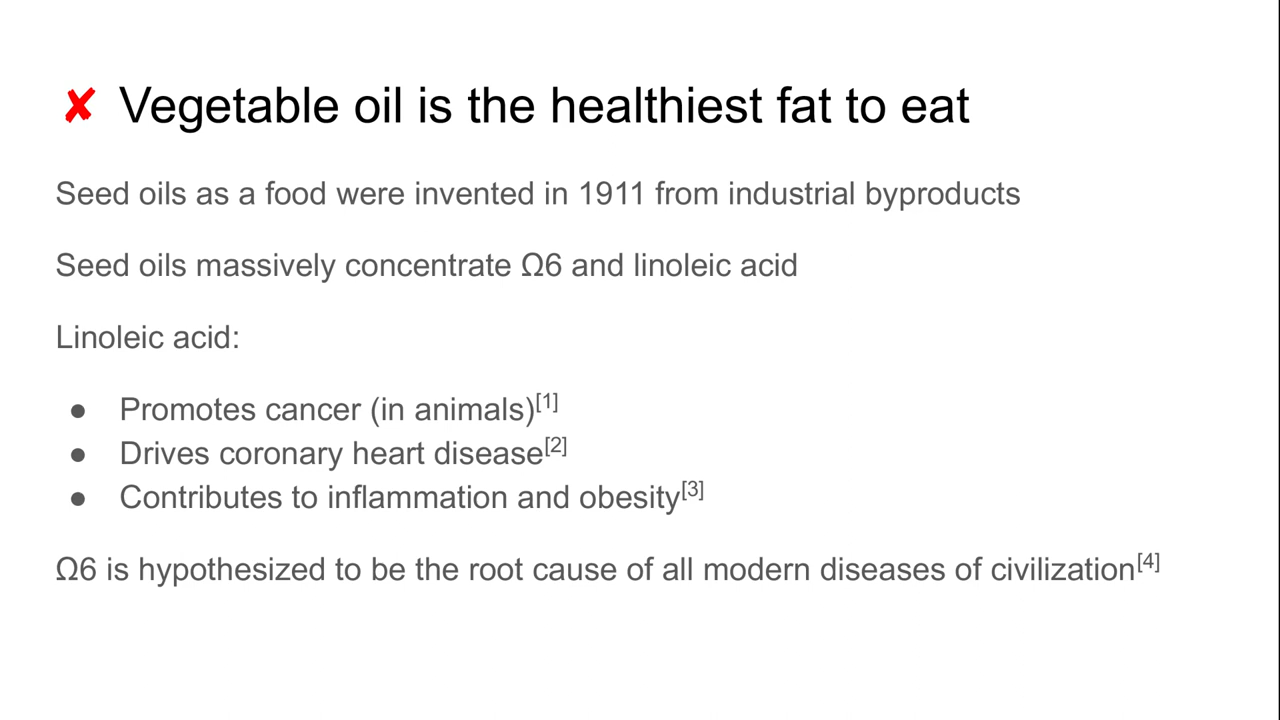 ✘ Vegetable oil is the healthiest fat to eat
Seed oils as a food were invented in 1911 from industrial byproducts
Seed oils massively concentrate Ω6 and linoleic acid
Linoleic acid:
● Promotes cancer (in animals)[1]
● Drives coronary heart disease[2]
● Contributes to inflammation and obesity[3]
Ω6 is hypothesized to be the root cause of all modern diseases of civilization[4]